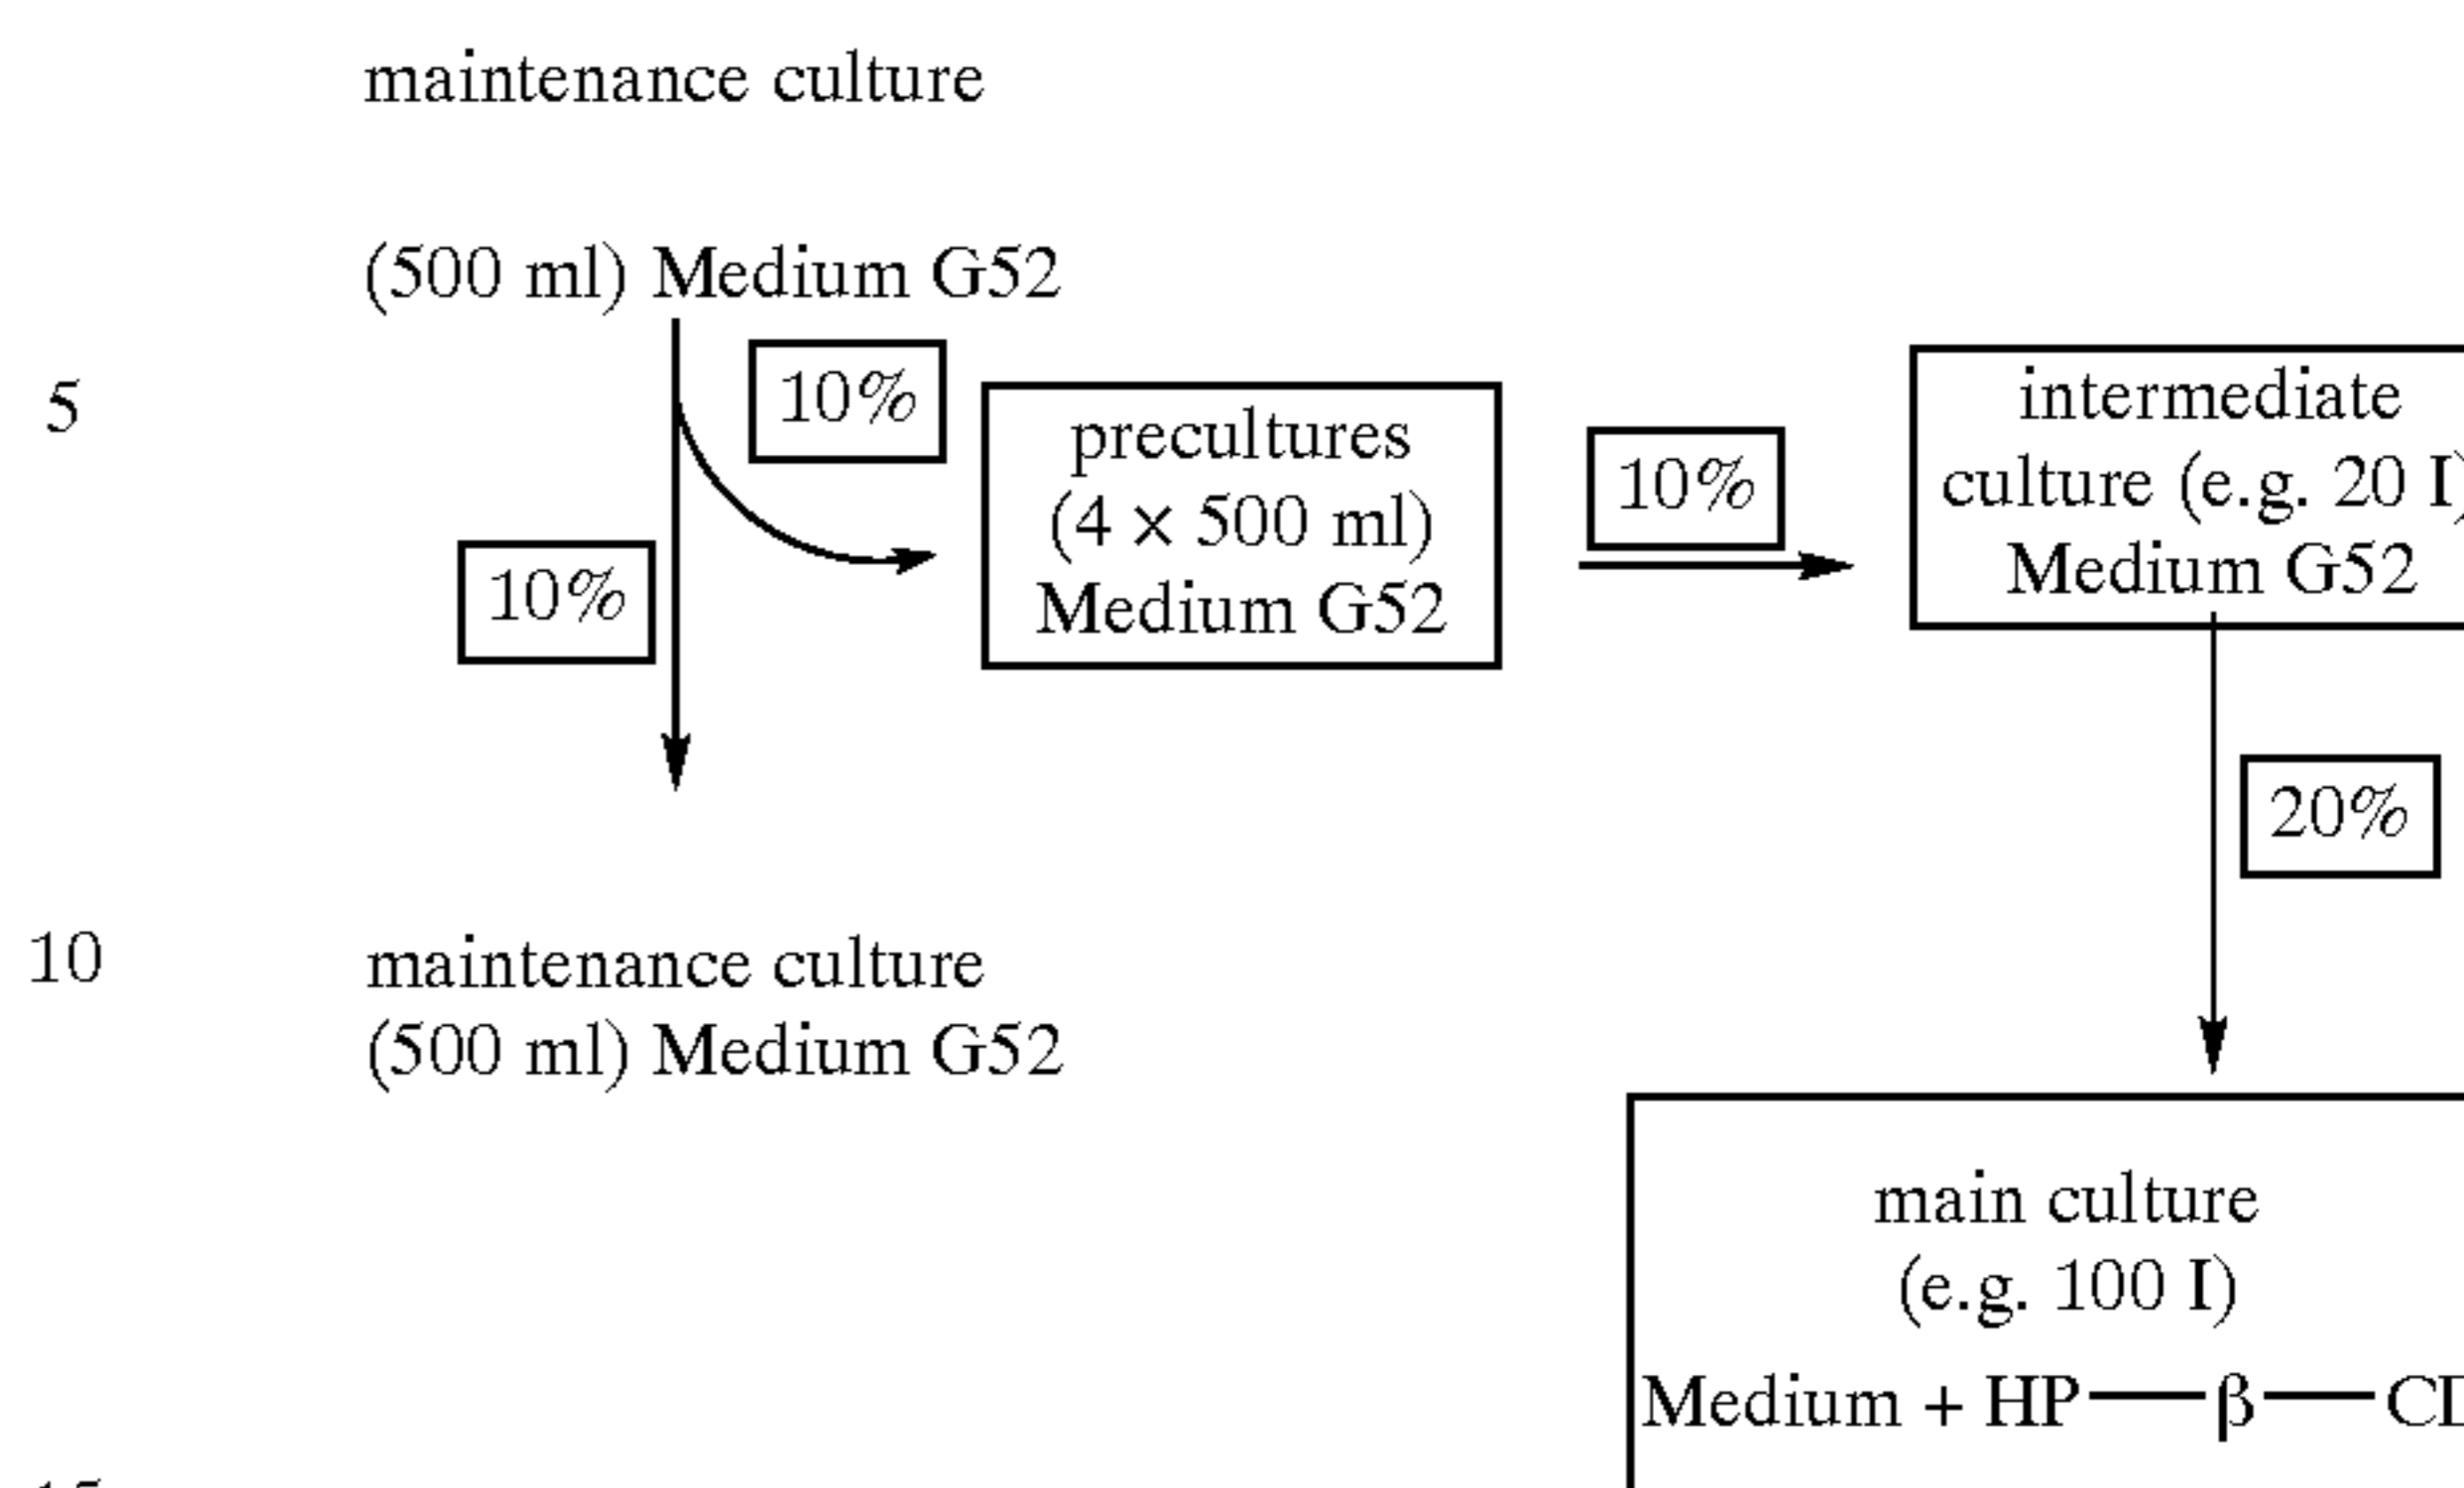 maintenance culture
(500 ml) Medium G52
10%
5
precultures
(4 × 500 ml)
Medium G52
10%
intermediate
culture (e.g. 20 I)
Medium G52
10%
20%
10
maintenance culture
(500 ml) Medium G52
main culture
(e.g. 100 I)
Medium + HP—β—